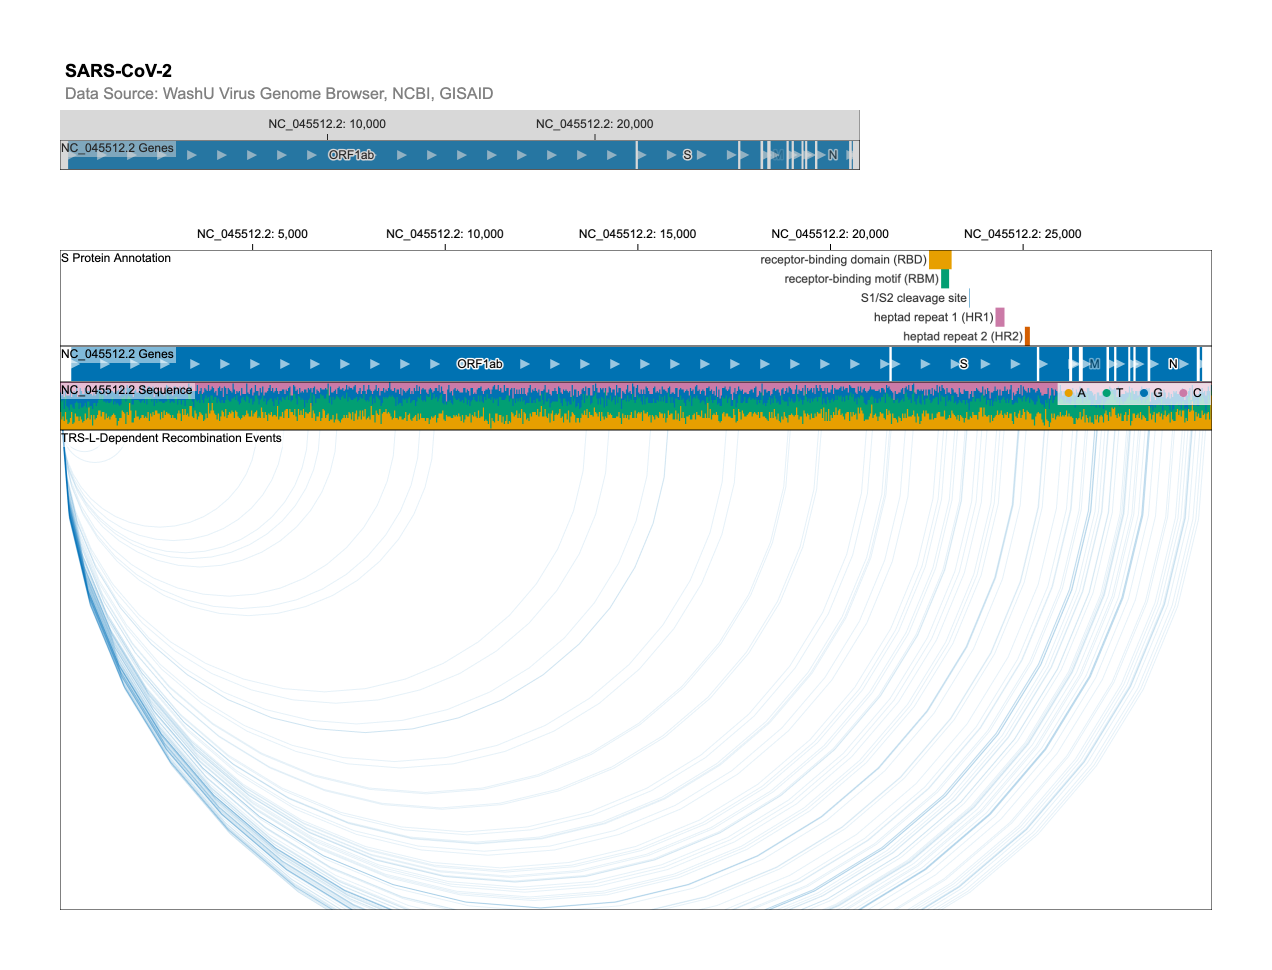 SARS-CoV-2
Data Source: WashU Virus Genome Browser, NCBI, GISAID
NC_045512.2: 10,000 NC_045512.2: 20,000
NC_045512.2 Genes ORF1ab S M N
NC_045512.2: 5,000 NC_045512.2: 10,000 NC_045512.2: 15,000 NC_045512.2: 20,000 NC_045512.2: 25,000
S Protein Annotation
receptor-binding domain (RBD)
receptor-binding motif (RBM)
S1/S2 cleavage site
heptad repeat 1 (HR1)
heptad repeat 2 (HR2)
NC_045512.2 Genes ORF1ab S M N
NC_045512.2 Sequence A T G C
TRS-L-Dependent Recombination Events